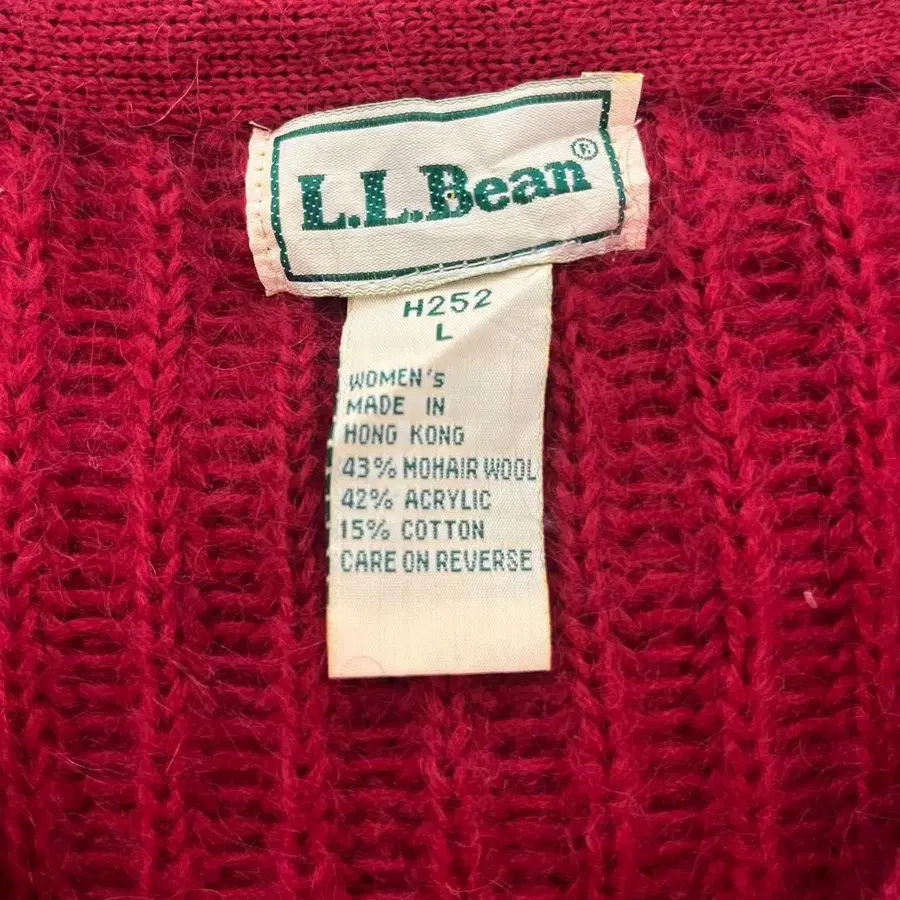 L.L.Bean®
H252
L
WOMEN's
MADE IN
HONG KONG
43% MOHAIR WOOL
42% ACRYLIC
15% COTTON
CARE ON REVERSE